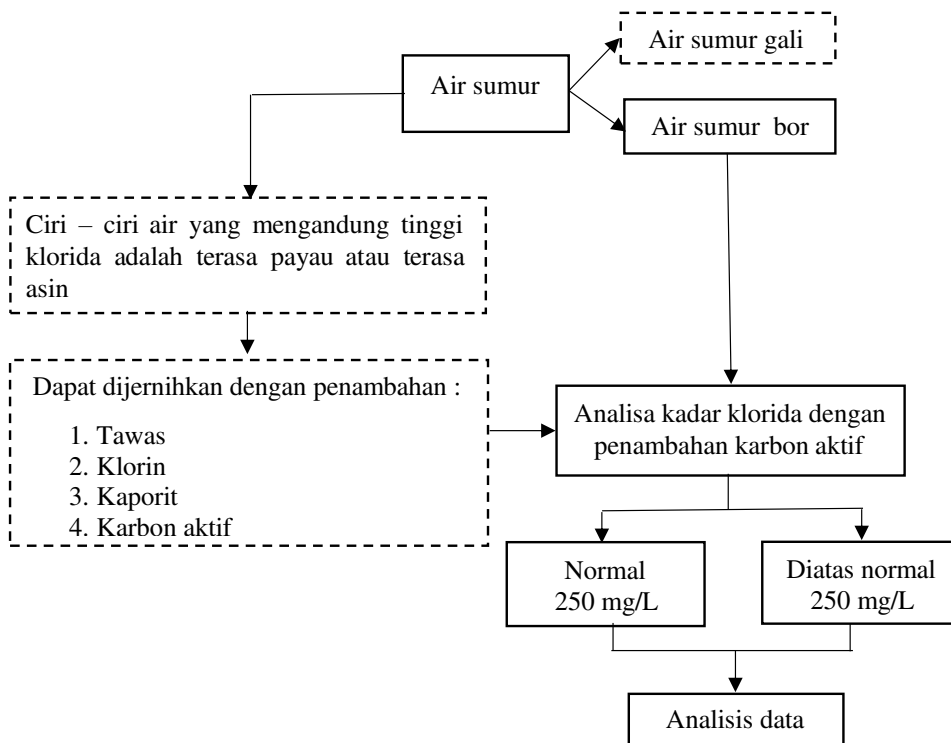 Air sumur gali
Air sumur
Air sumur bor
Ciri – ciri air yang mengandung tinggi
klorida adalah terasa payau atau terasa
asin
Dapat dijernihkan dengan penambahan :
1. Tawas
2. Klorin
3. Kaporit
4. Karbon aktif
Analisa kadar klorida dengan
penambahan karbon aktif
Normal
250 mg/L
Diatas normal
250 mg/L
Analisis data